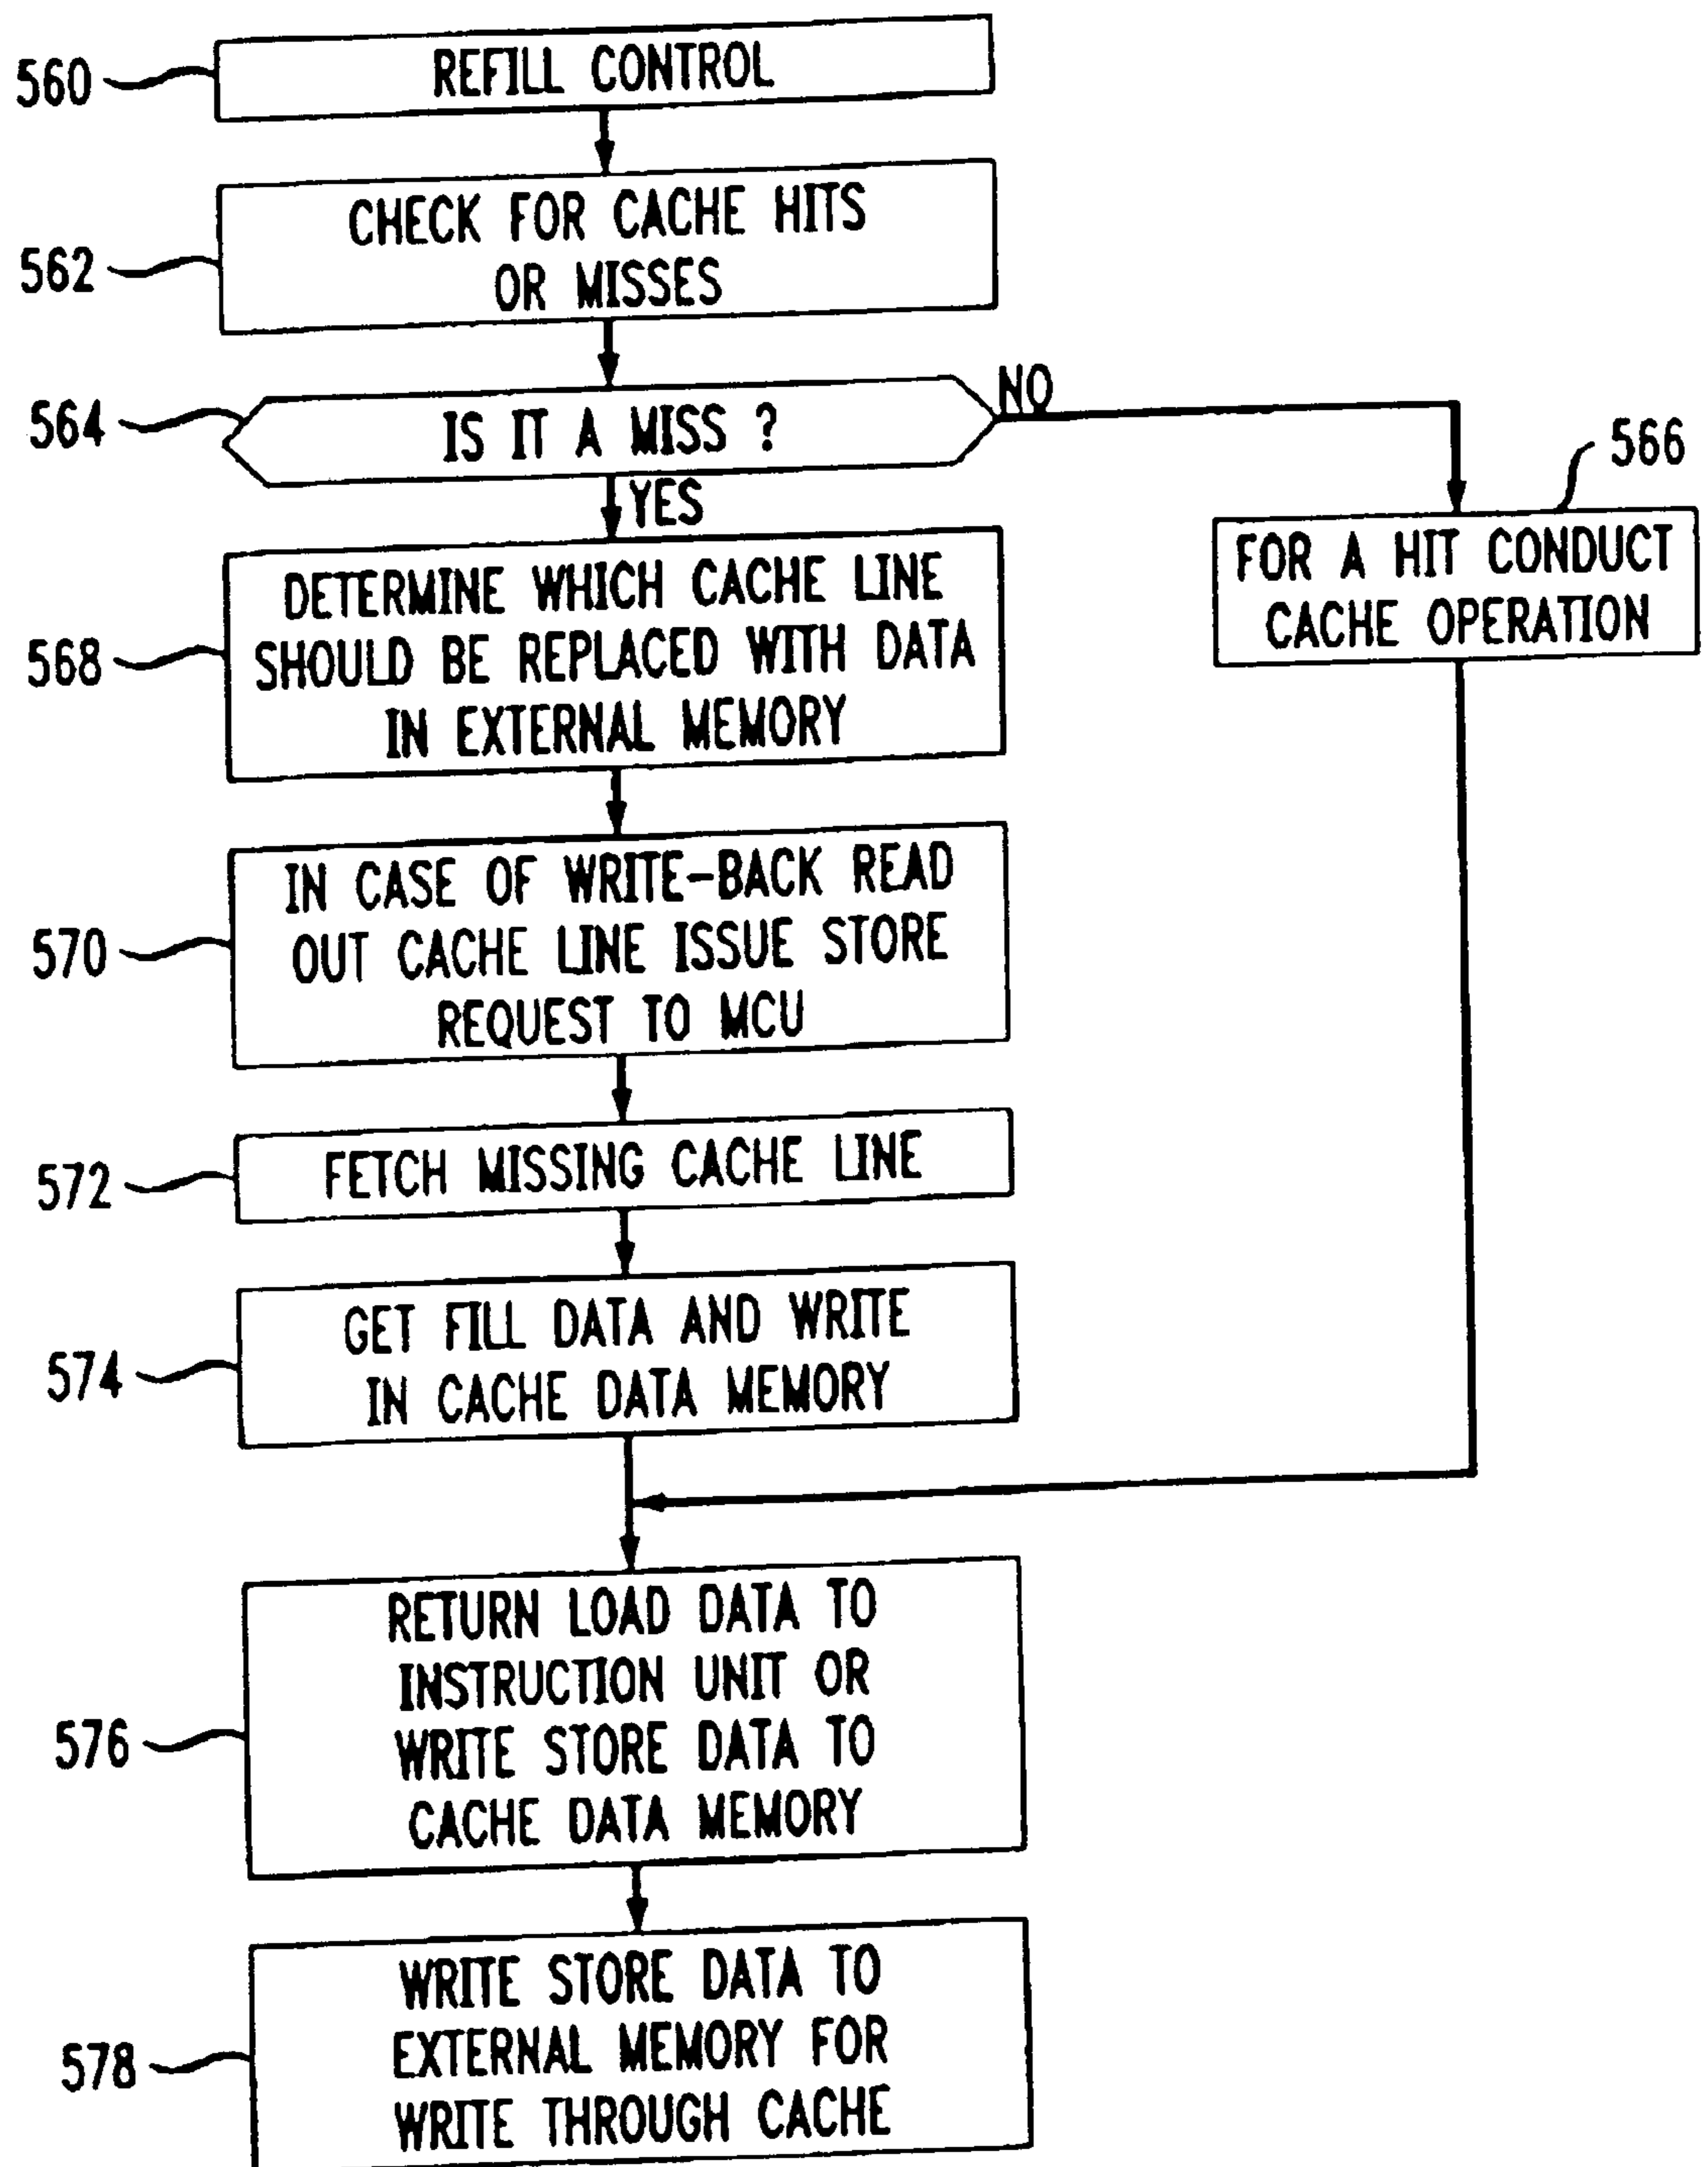 560
REFILL CONTROL
562
CHECK FOR CACHE HITS
OR MISSES
564
IS IT A MISS ?
NO
YES
566
FOR A HIT CONDUCT
CACHE OPERATION
568
DETERMINE WHICH CACHE LINE
SHOULD BE REPLACED WITH DATA
IN EXTERNAL MEMORY
570
IN CASE OF WRITE-BACK READ
OUT CACHE LINE ISSUE STORE
REQUEST TO MCU
572
FETCH MISSING CACHE LINE
574
GET FILL DATA AND WRITE
IN CACHE DATA MEMORY
576
RETURN LOAD DATA TO
INSTRUCTION UNIT OR
WRITE STORE DATA TO
CACHE DATA MEMORY
578
WRITE STORE DATA TO
EXTERNAL MEMORY FOR
WRITE THROUGH CACHE